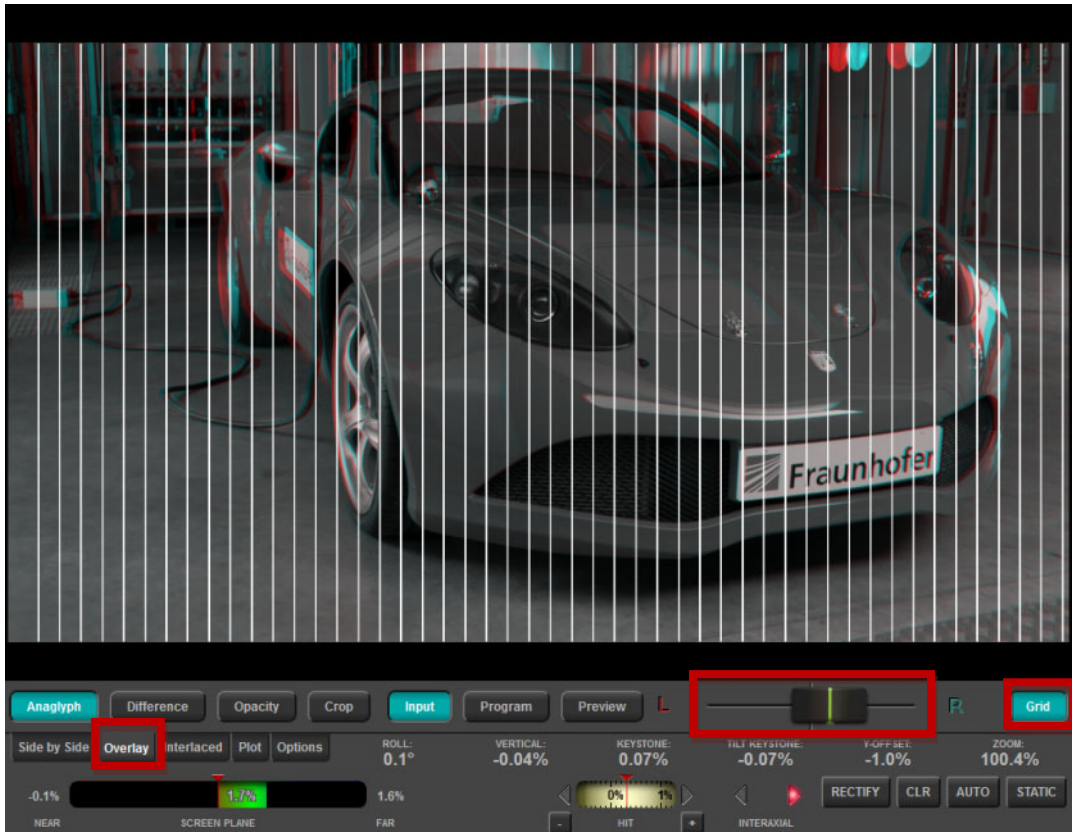 Fraunhofer
Anaglyph Difference Opacity Crop Input Program Preview L R Grid
Side by Side Overlay Interlaced Plot Options
ROLL: VERTICAL: KEYSTONE: TILT KEYSTONE: Y-OFFSET: ZOOM:
0.1° -0.04% 0.07% -0.07% -1.0% 100.4%
-0.1% 1.7% 1.6% 0% 1% RECTIFY CLR AUTO STATIC
NEAR SCREEN PLANE FAR - HIT + INTERAXIAL